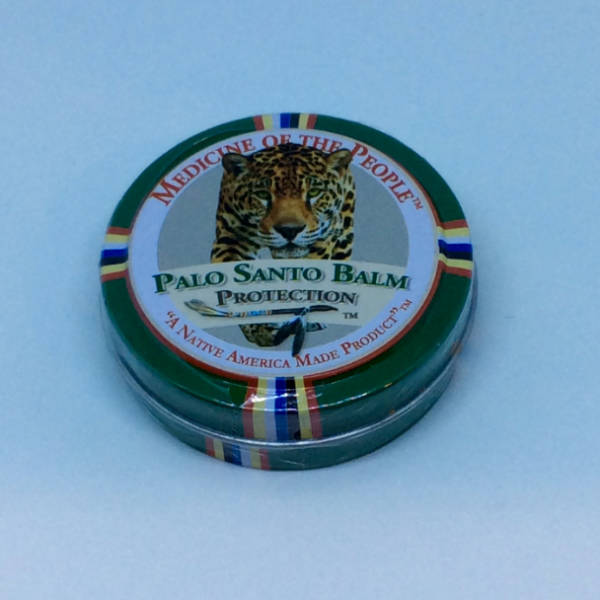 MEDICINE OF THE PEOPLE™
PALO SANTO BALM
PROTECTION
™
"A NATIVE AMERICA MADE PRODUCT"™